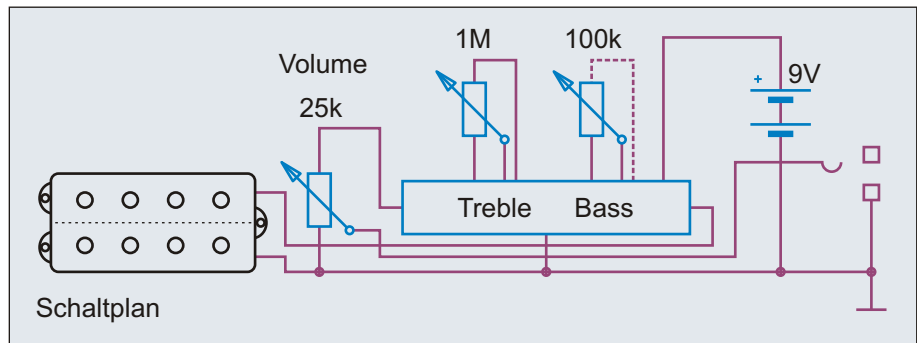 1M
100k
Volume
25k
+
9V
Treble
Bass
Schaltplan